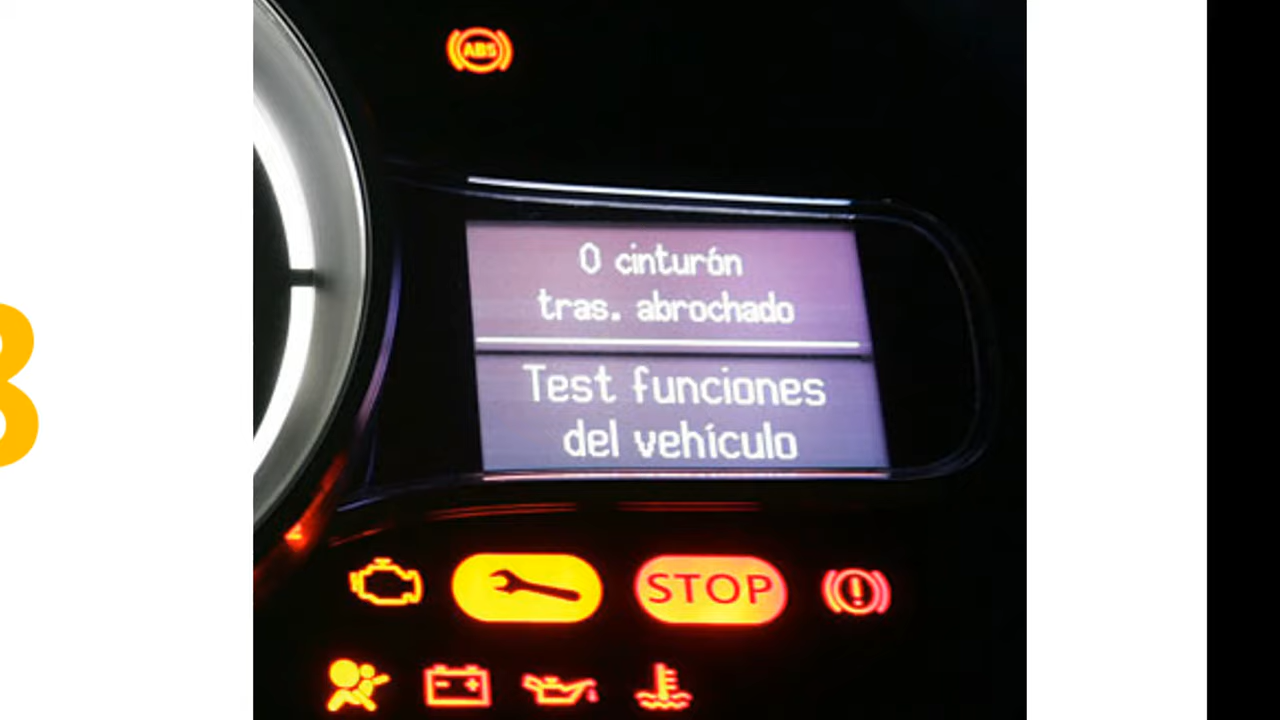 ABS
0 cinturón
tras. abrochado
Test funciones
del vehículo
STOP